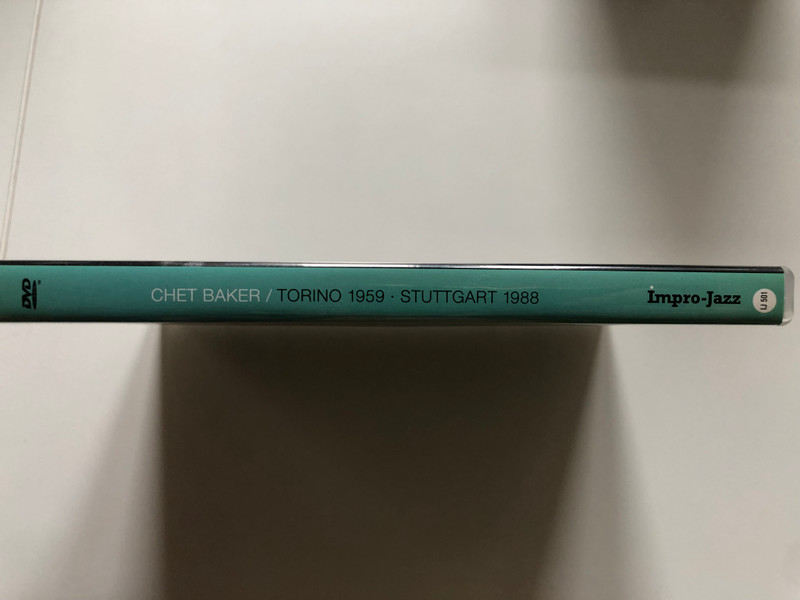 DVD
CHET BAKER / TORINO 1959 · STUTTGART 1988
Impro-Jazz
IJ 501